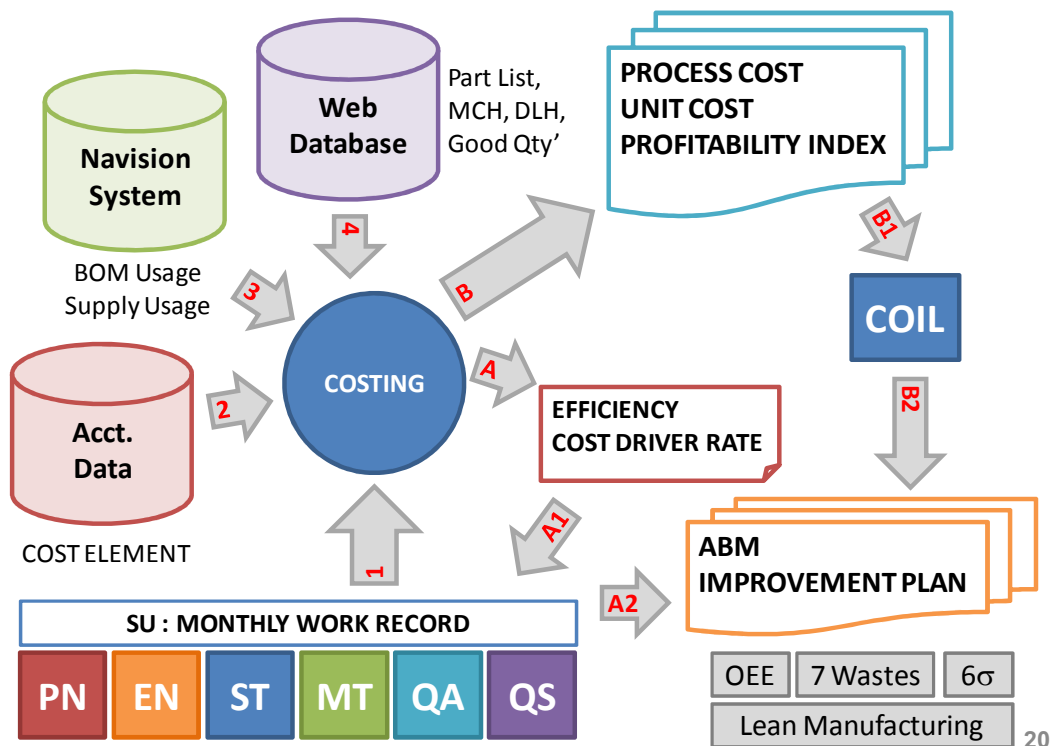 Navision
System
Web
Database
Part List,
MCH, DLH,
Good Qty’
PROCESS COST
UNIT COST
PROFITABILITY INDEX
4
B
B1
BOM Usage
Supply Usage
3
COSTING
A
COIL
Acct.
Data
2
EFFICIENCY
COST DRIVER RATE
B2
COST ELEMENT
1
A1
A2
ABM
IMPROVEMENT PLAN
SU : MONTHLY WORK RECORD
PN EN ST MT QA QS
OEE 7 Wastes 6σ
Lean Manufacturing
20